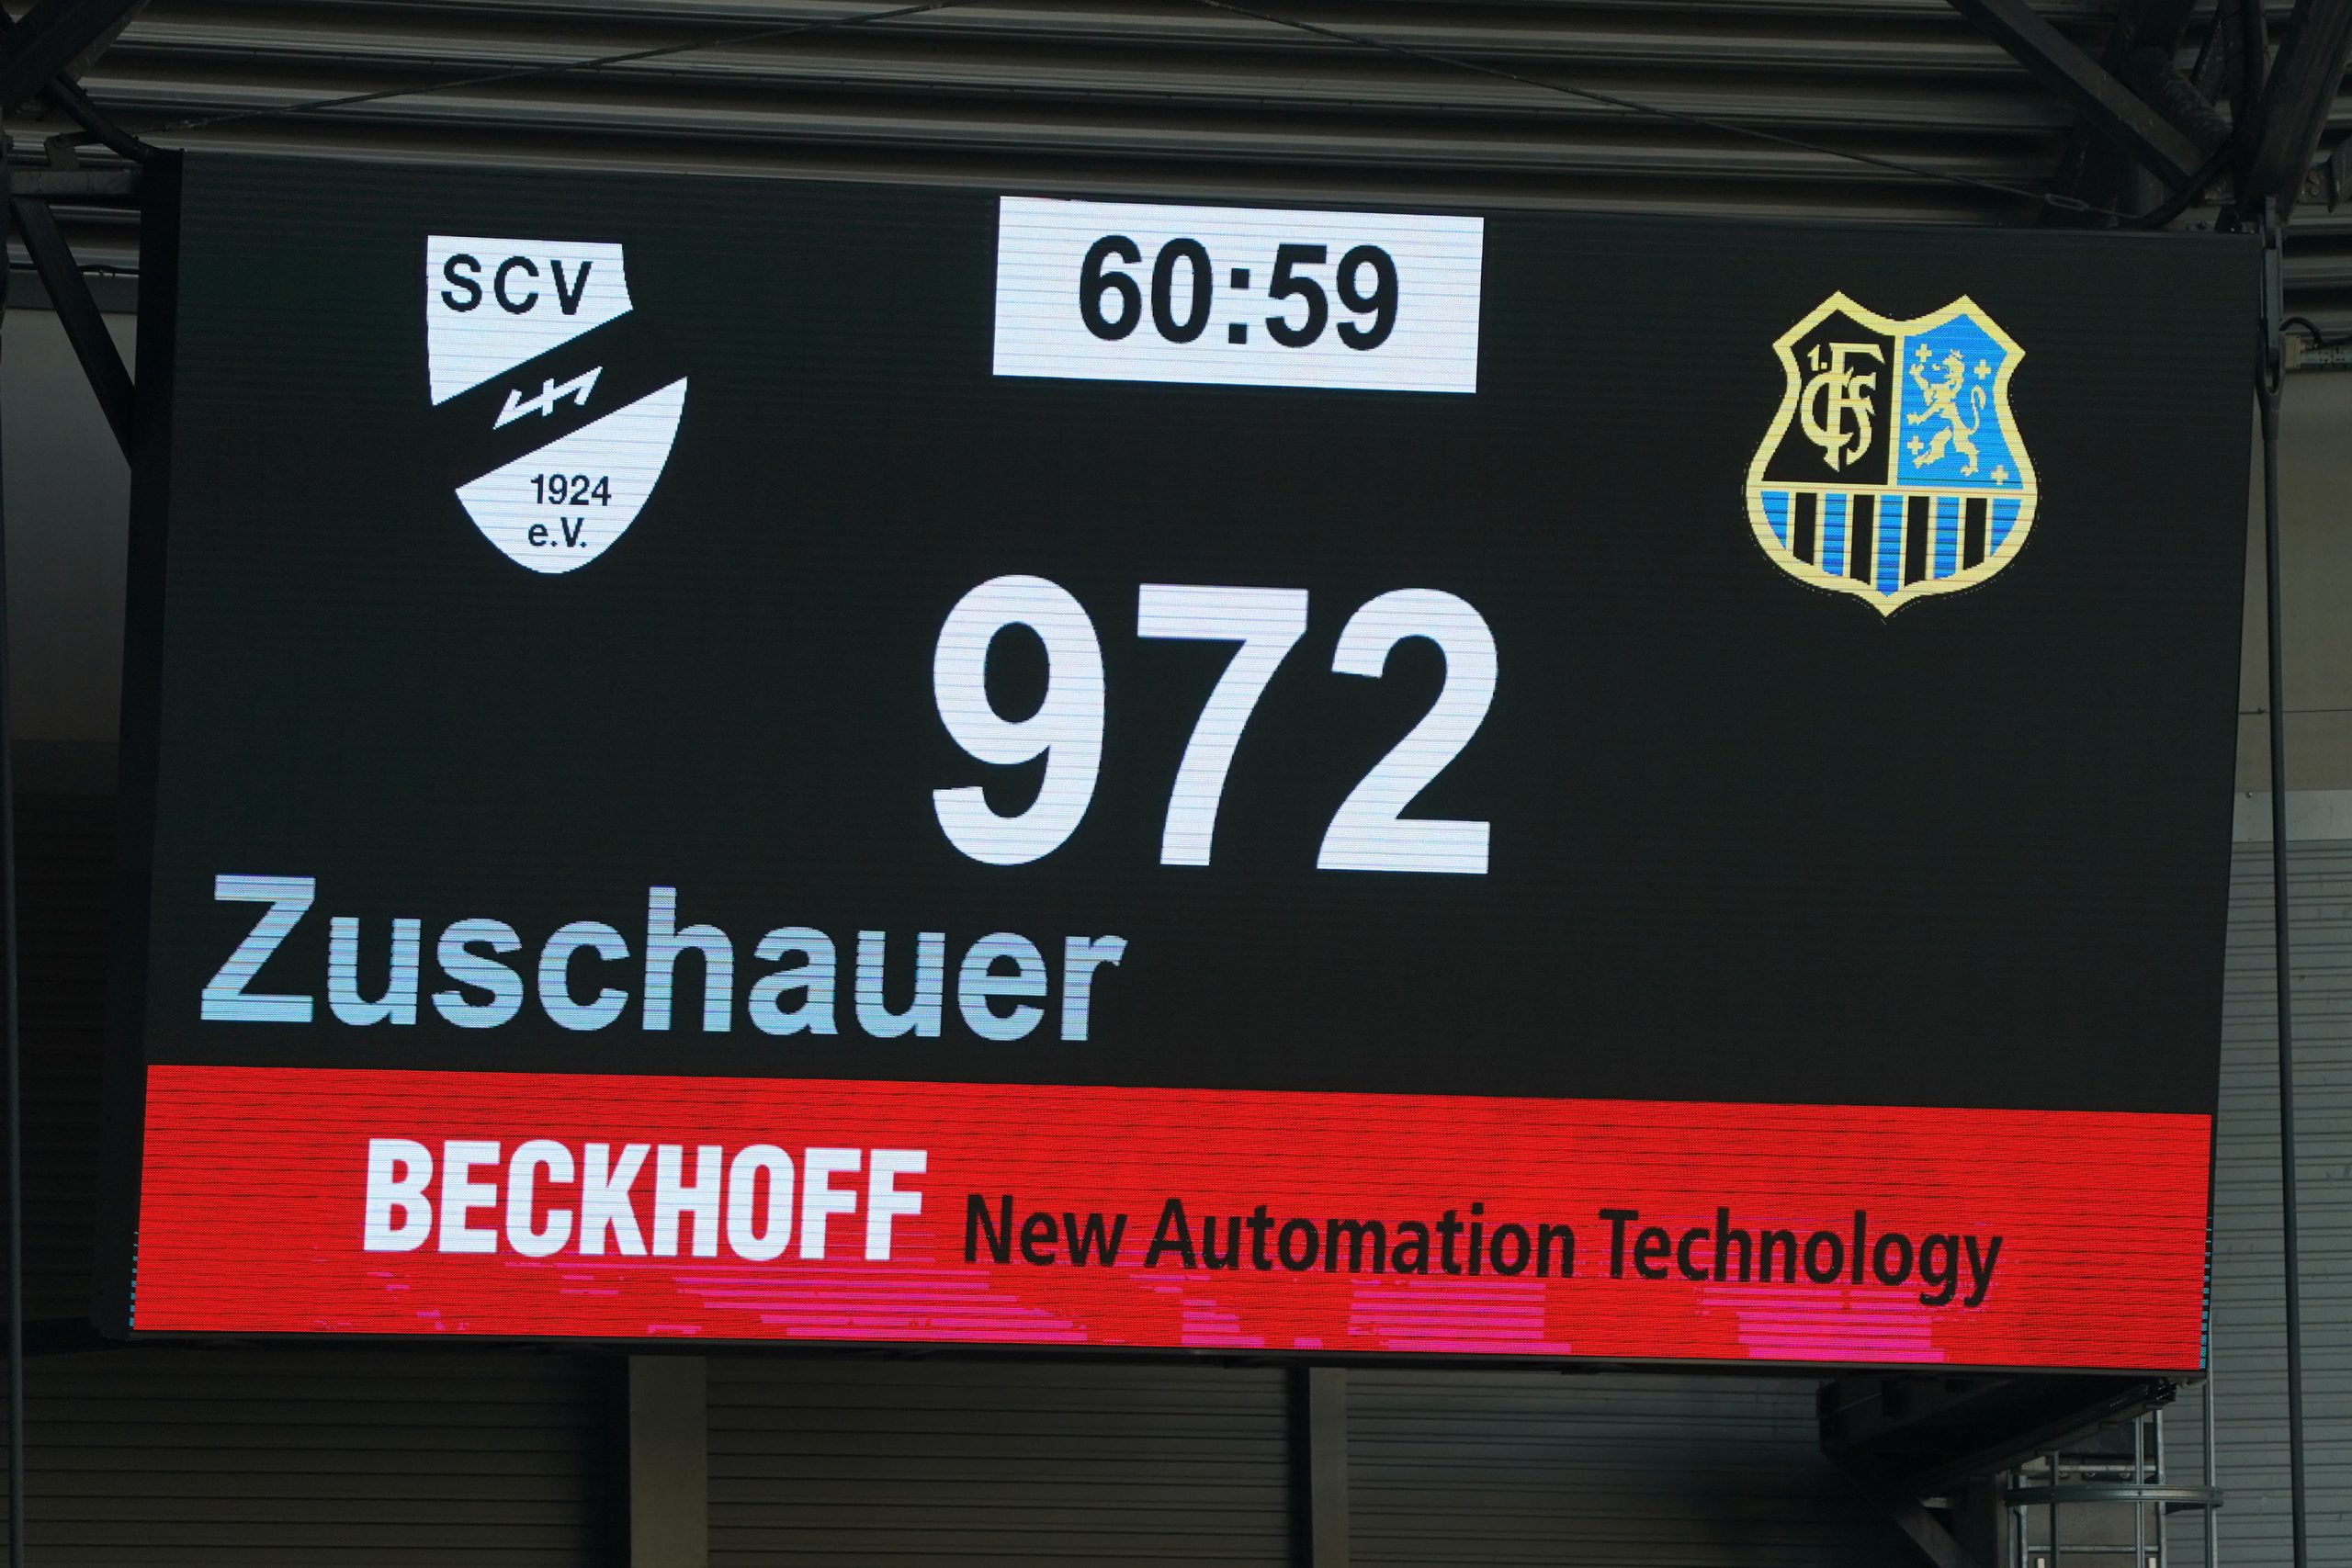 SCV
1924
e.V.
60:59
1.FCS
972
Zuschauer
BECKHOFF New Automation Technology